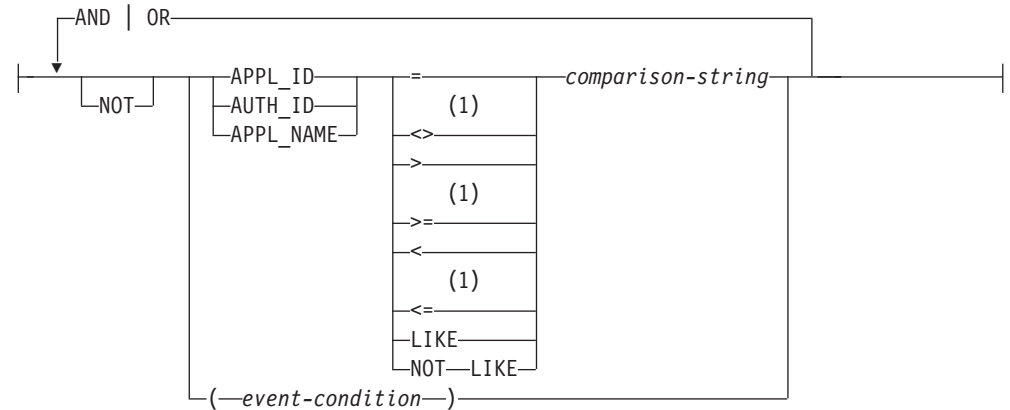 AND | OR
APPL_ID = comparison-string
NOT AUTH_ID (1)
APPL_NAME <>
>
(1)
>=
<
(1)
<=
LIKE
NOT LIKE
( event-condition )